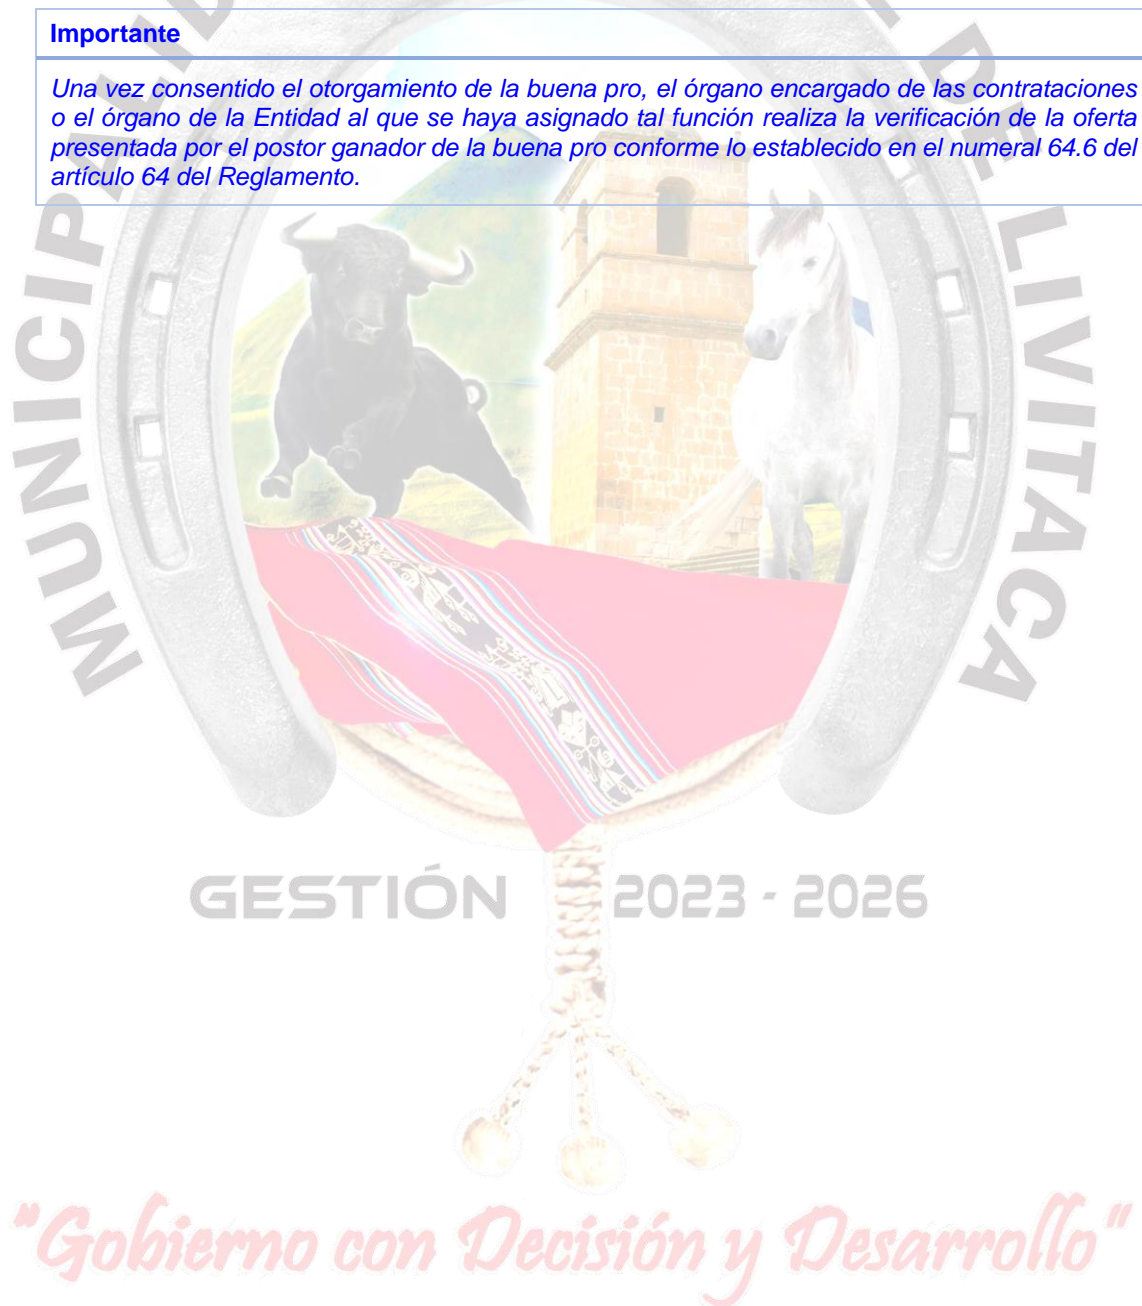 Importante
Una vez consentido el otorgamiento de la buena pro, el órgano encargado de las contrataciones
o el órgano de la Entidad al que se haya asignado tal función realiza la verificación de la oferta
presentada por el postor ganador de la buena pro conforme lo establecido en el numeral 64.6 del
artículo 64 del Reglamento.
MUNICIPALID
DE LIVITACA
GESTIÓN 2023 - 2026
"Gobierno con Decisión y Desarrollo"